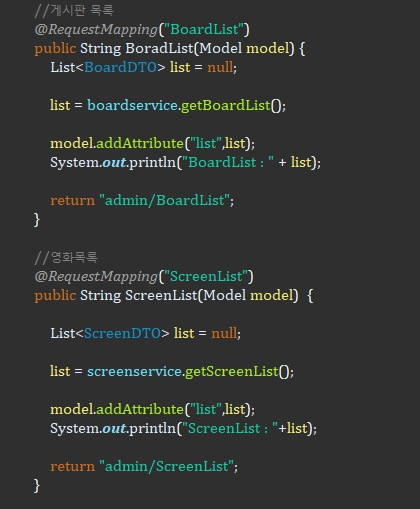 //게시판 목록
@RequestMapping("BoardList")
public String BoradList(Model model) {
List<BoardDTO> list = null;
list = boardservice.getBoardList();
model.addAttribute("list",list);
System.out.println("BoardList : " + list);
return "admin/BoardList";
}
//영화목록
@RequestMapping("ScreenList")
public String ScreenList(Model model)  {
List<ScreenDTO> list = null;
list = screenservice.getScreenList();
model.addAttribute("list",list);
System.out.println("ScreenList : "+list);
return "admin/ScreenList";
}